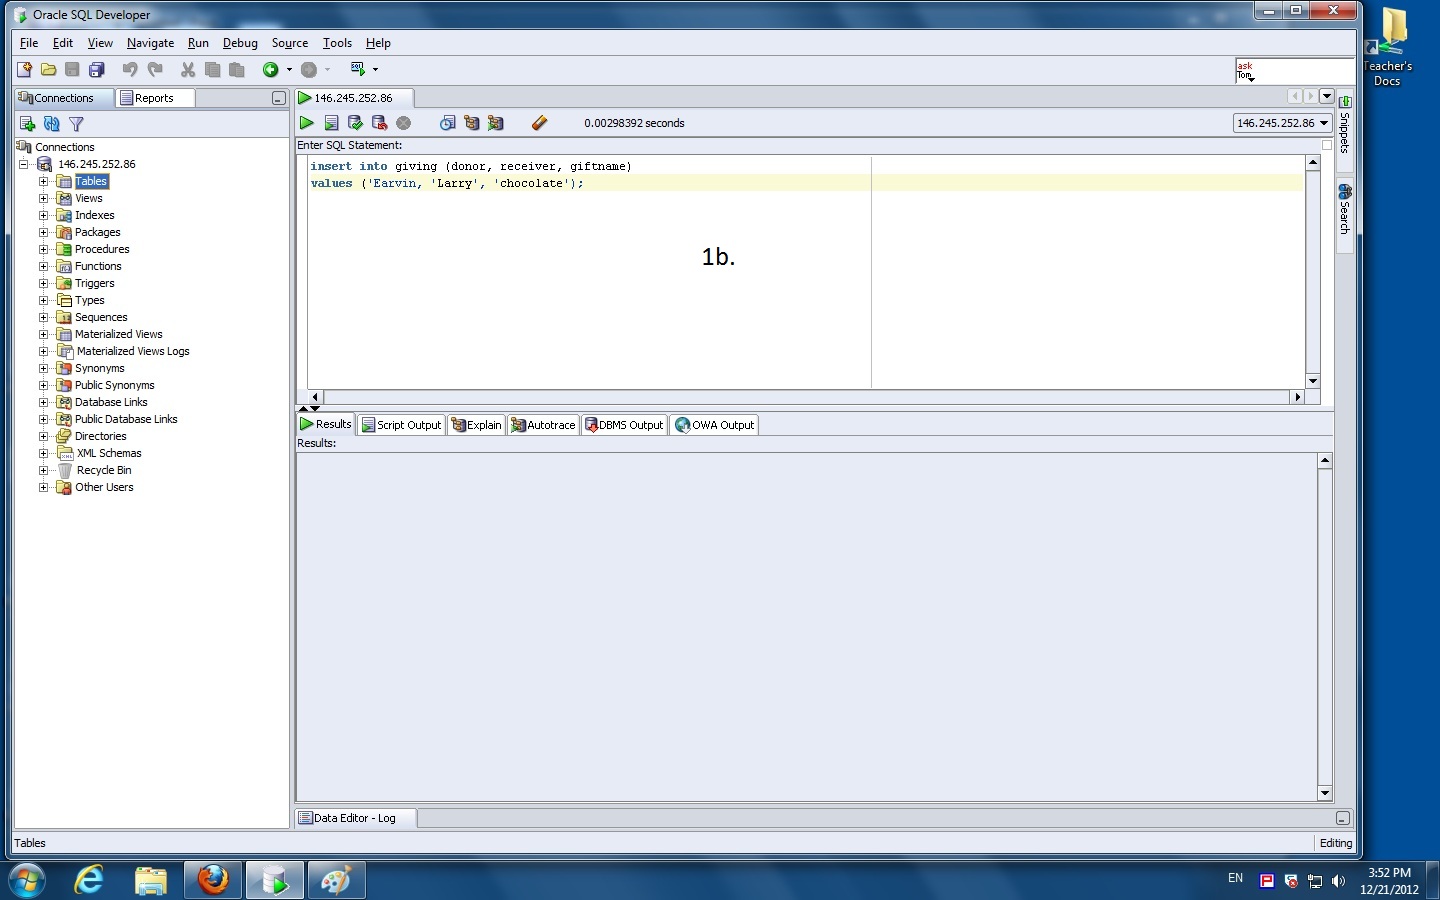 Oracle SQL Developer
File Edit View Navigate Run Debug Source Tools Help
ask
Tom
Teacher's
Docs
Connections Reports
146.245.252.86
0.00298392 seconds
146.245.252.86
Enter SQL Statement:
Connections
146.245.252.86
Tables
Views
Indexes
Packages
Procedures
Functions
Triggers
Types
Sequences
Materialized Views
Materialized Views Logs
Synonyms
Public Synonyms
Database Links
Public Database Links
Directories
XML Schemas
Recycle Bin
Other Users
insert into giving (donor, receiver, giftname)
values ('Earvin, 'Larry', 'chocolate');
1b.
Snippets
Search
Results Script Output Explain Autotrace DBMS Output OWA Output
Results:
Data Editor - Log
Tables
Editing
EN
3:52 PM
12/21/2012